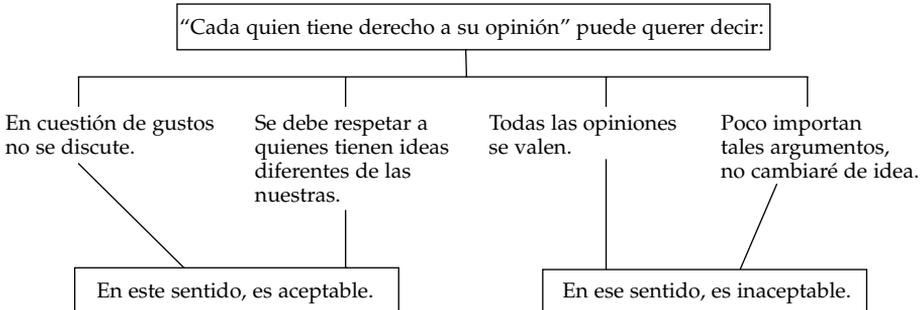 “Cada quien tiene derecho a su opinión” puede querer decir:
En cuestión de gustos
no se discute.
Se debe respetar a
quienes tienen ideas
diferentes de las
nuestras.
Todas las opiniones
se valen.
Poco importan
tales argumentos,
no cambiaré de idea.
En este sentido, es aceptable.
En ese sentido, es inaceptable.